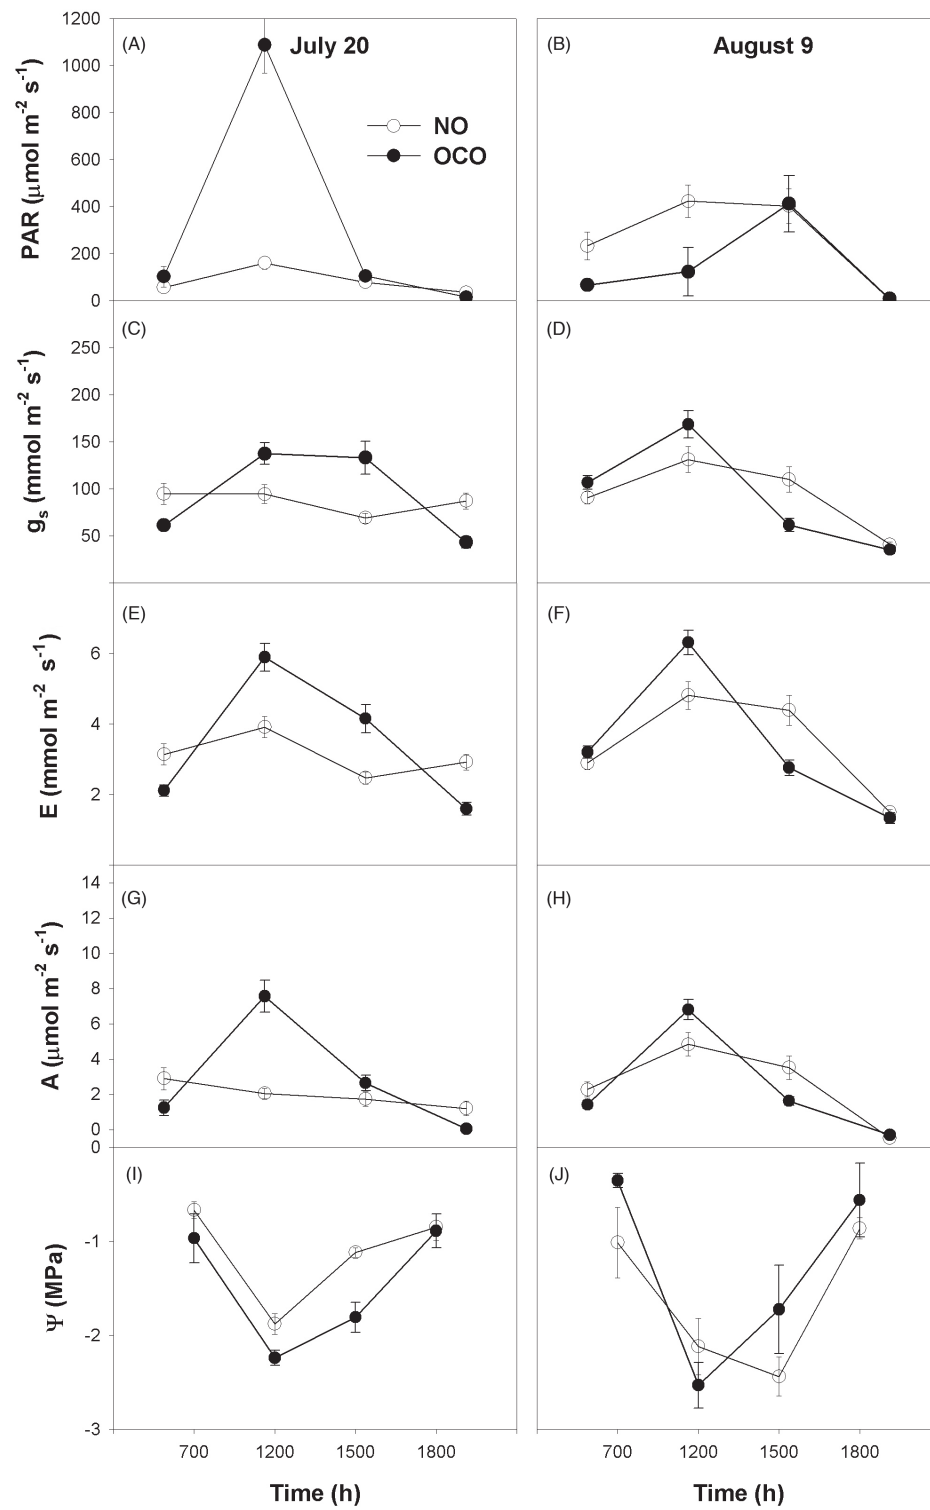 (A) July 20
(B) August 9
NO
OCO
PAR (μmol m-2 s-1)
1200
1000
800
600
400
200
0
(C)
(D)
gs (mmol m-2 s-1)
250
200
150
100
50
(E)
(F)
E (mmol m-2 s-1)
6
4
2
(G)
(H)
A (μmol m-2 s-1)
14
12
10
8
6
4
2
0
0
(I)
(J)
Ψ (MPa)
-1
-2
-3
700 1200 1500 1800
700 1200 1500 1800
Time (h)
Time (h)